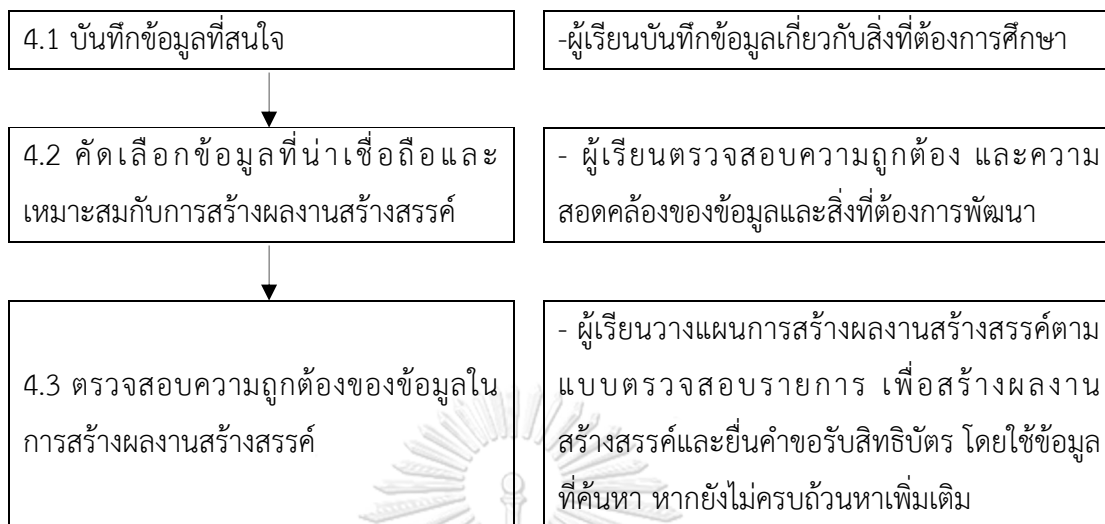 4.1 บันทึกข้อมูลที่สนใจ
-ผู้เรียนบันทึกข้อมูลเกี่ยวกับสิ่งที่ต้องการศึกษา
4.2 คัดเลือกข้อมูลที่น่าเชื่อถือและ
เหมาะสมกับการสร้างผลงานสร้างสรรค์
- ผู้เรียนตรวจสอบความถูกต้อง และความ
สอดคล้องของข้อมูลและสิ่งที่ต้องการพัฒนา
4.3 ตรวจสอบความถูกต้องของข้อมูลใน
การสร้างผลงานสร้างสรรค์
- ผู้เรียนวางแผนการสร้างผลงานสร้างสรรค์ตาม
แบบตรวจสอบรายการ เพื่อสร้างผลงาน
สร้างสรรค์และยื่นคำขอรับสิทธิบัตร โดยใช้ข้อมูล
ที่ค้นหา หากยังไม่ครบถ้วนหาเพิ่มเติม